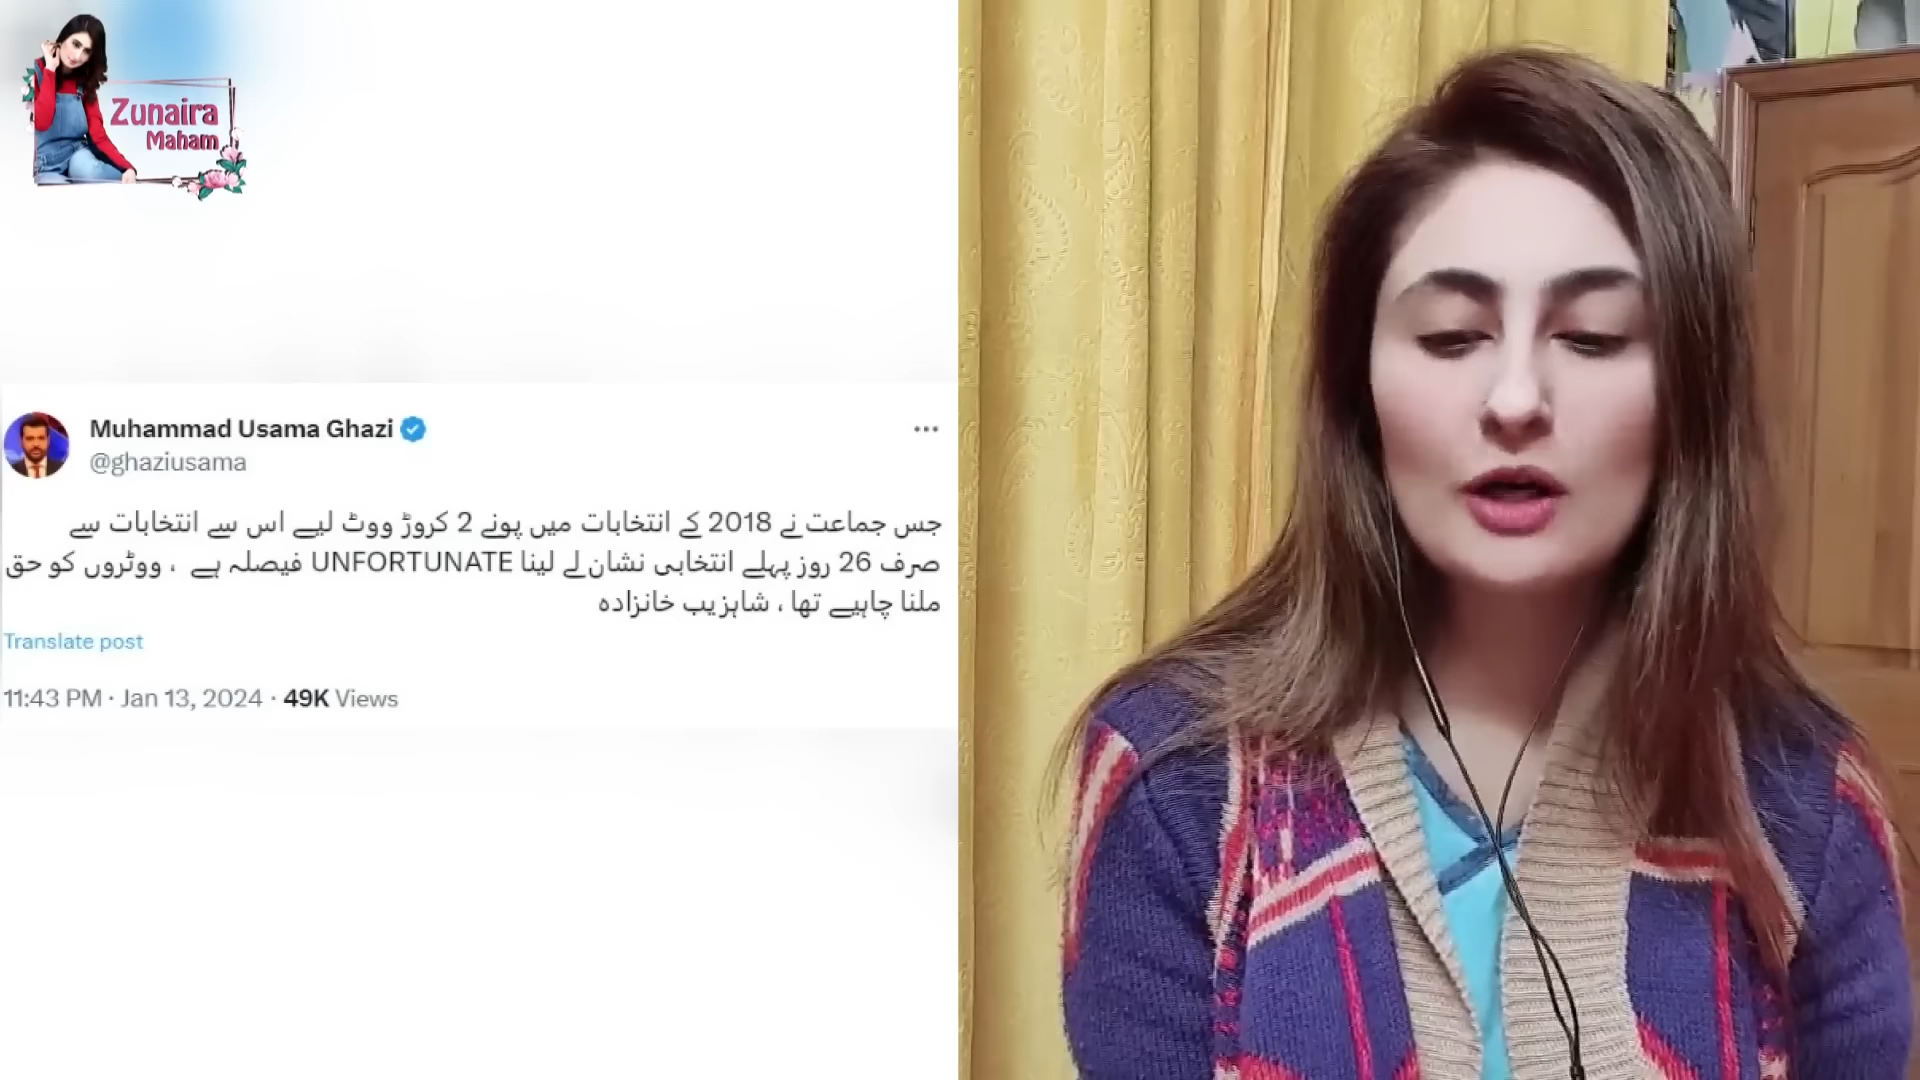 Zunaira
Maham
Muhammad Usama Ghazi
@ghaziusama
جس جماعت نے 2018 کے انتخابات میں پونے 2 کروڑ ووٹ لیے اس سے انتخابات سے
صرف 26 روز پہلے انتخابی نشان لے لینا UNFORTUNATE فیصلہ ہے ، ووٹروں کو حق
ملنا چاہیے تھا ، شاہزیب خانزادہ
Translate post
11:43 PM · Jan 13, 2024 · 49K Views